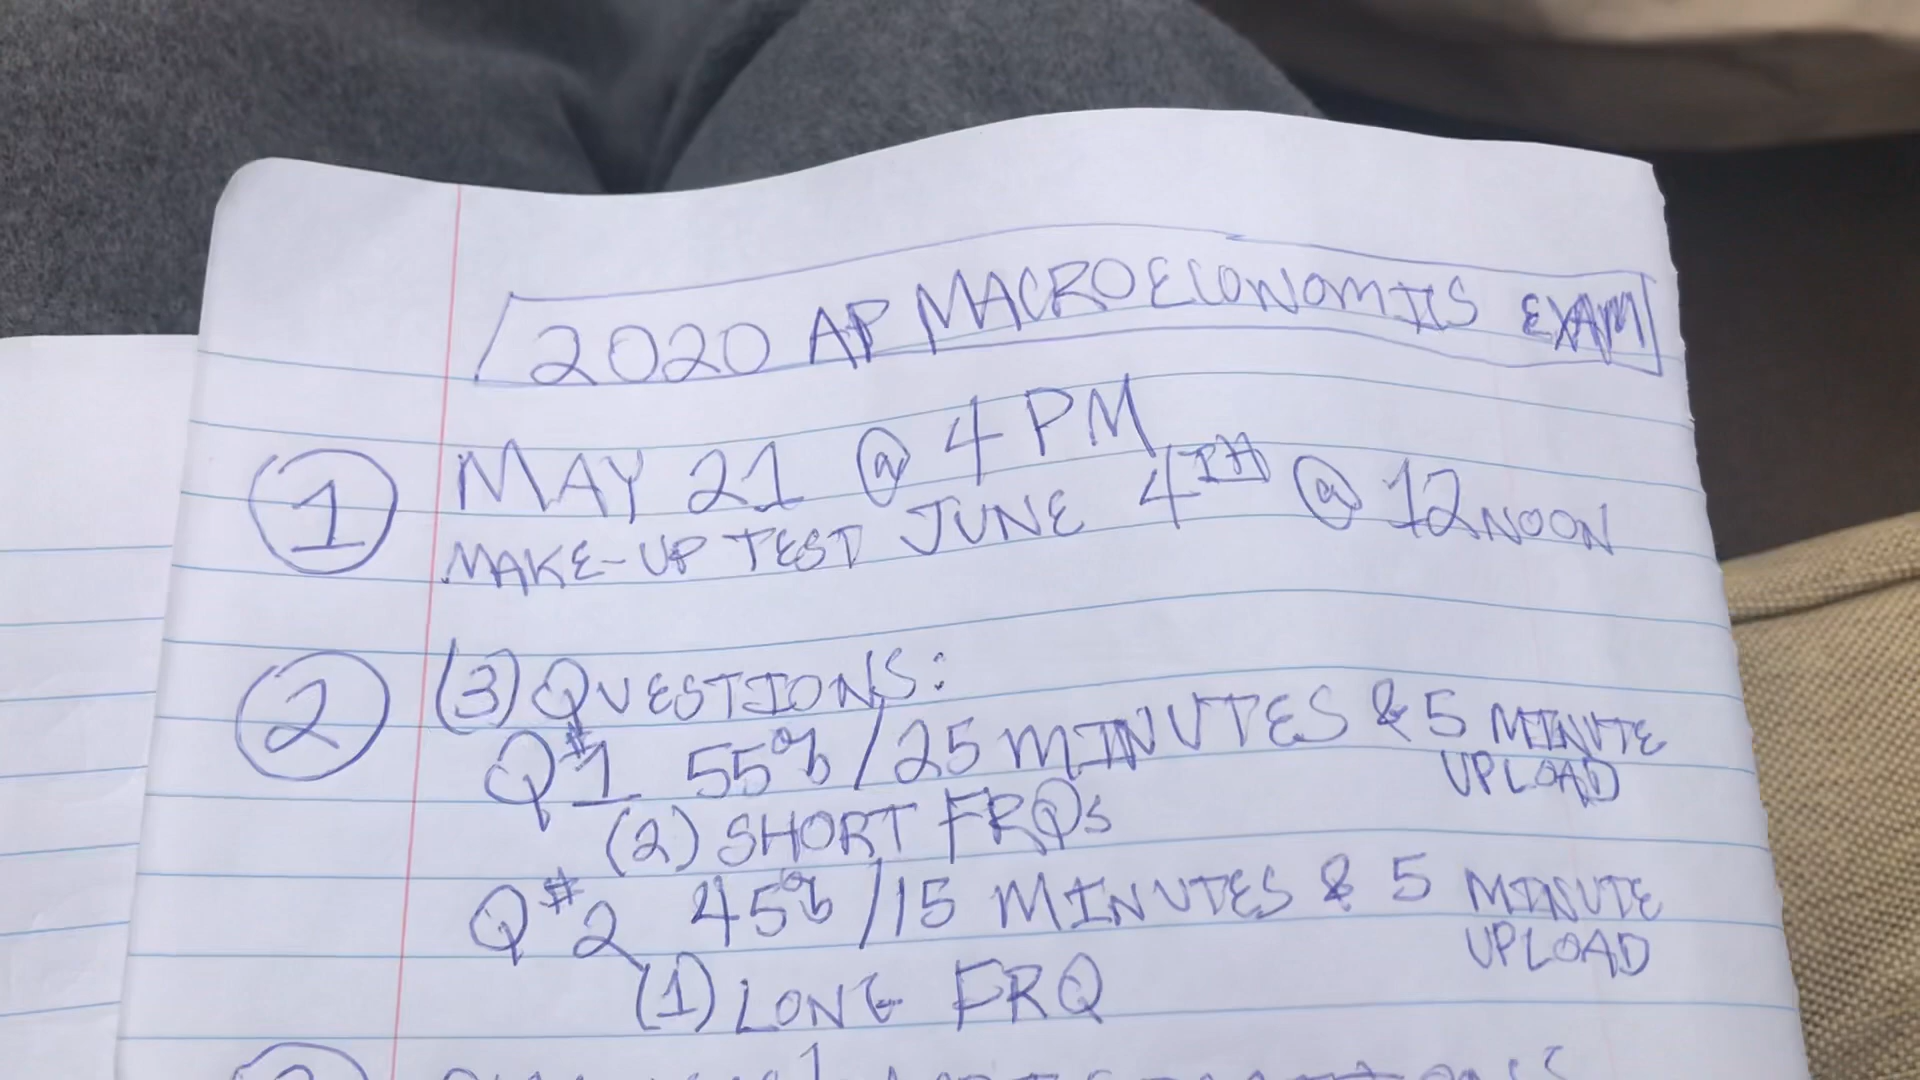 2020 AP MACROECONOMICS EXAM
1 MAY 21 @ 4 PM
MAKE-UP TEST JUNE 4TH @ 12 NOON
2 (3) QUESTIONS:
Q#1 55% / 25 MINUTES & 5 MINUTE UPLOAD
(2) SHORT FRQs
Q#2 45% / 15 MINUTES & 5 MINUTE UPLOAD
(1) LONG FRQ